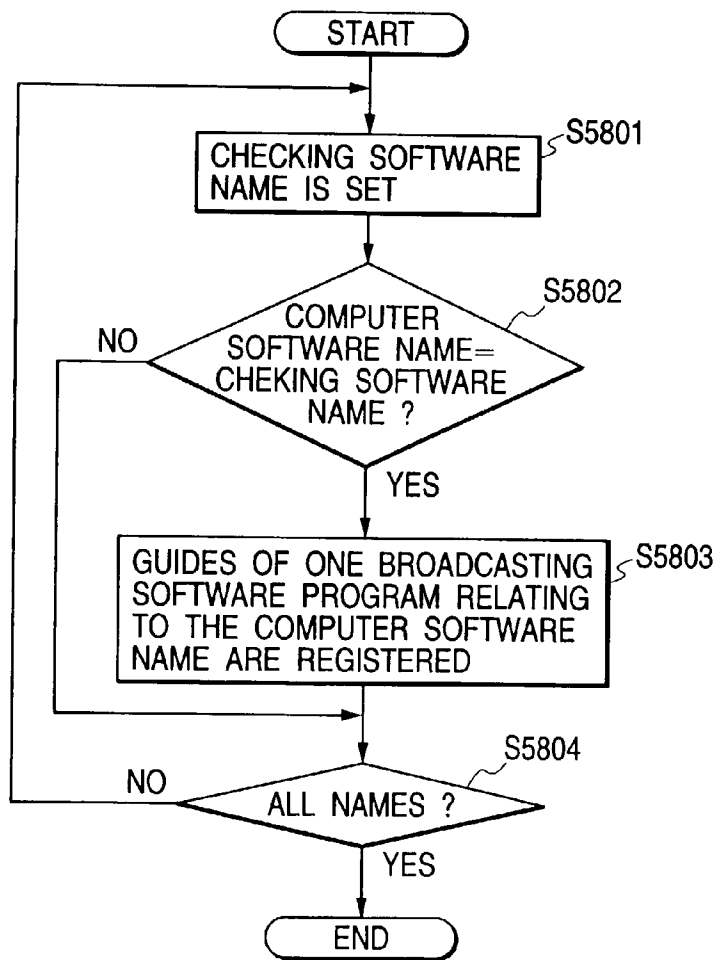 START
S5801
CHECKING SOFTWARE
NAME IS SET
S5802
NO
COMPUTER
SOFTWARE NAME=
CHEKING SOFTWARE
NAME ?
YES
S5803
GUIDES OF ONE BROADCASTING
SOFTWARE PROGRAM RELATING
TO THE COMPUTER SOFTWARE
NAME ARE REGISTERED
S5804
NO
ALL NAMES ?
YES
END